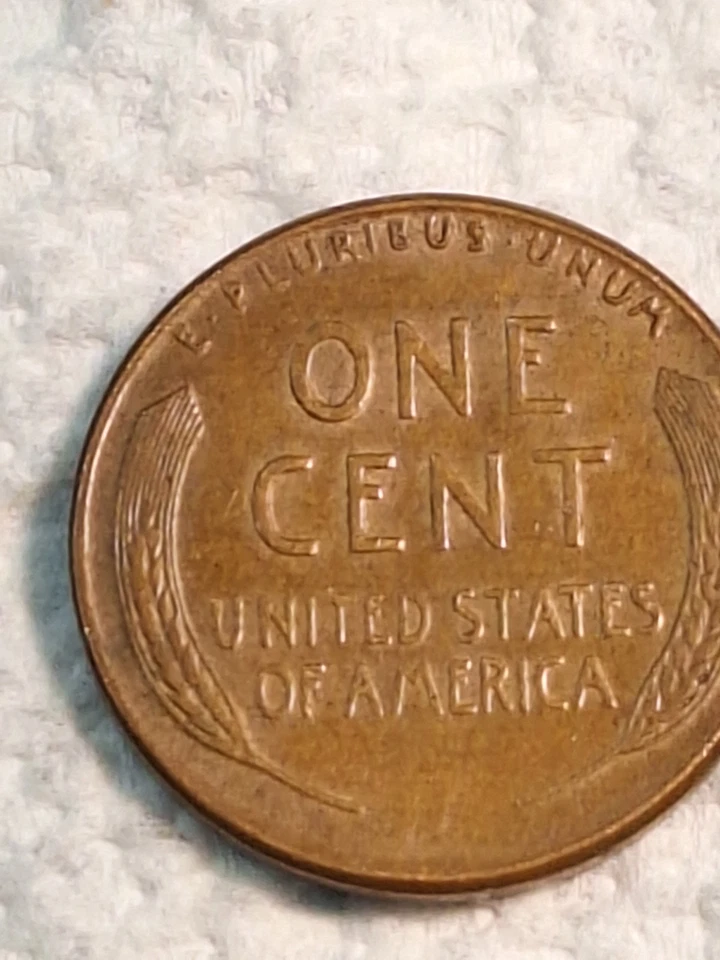 E · PLURIBUS · UNUM
ONE
CENT
UNITED STATES
OF AMERICA